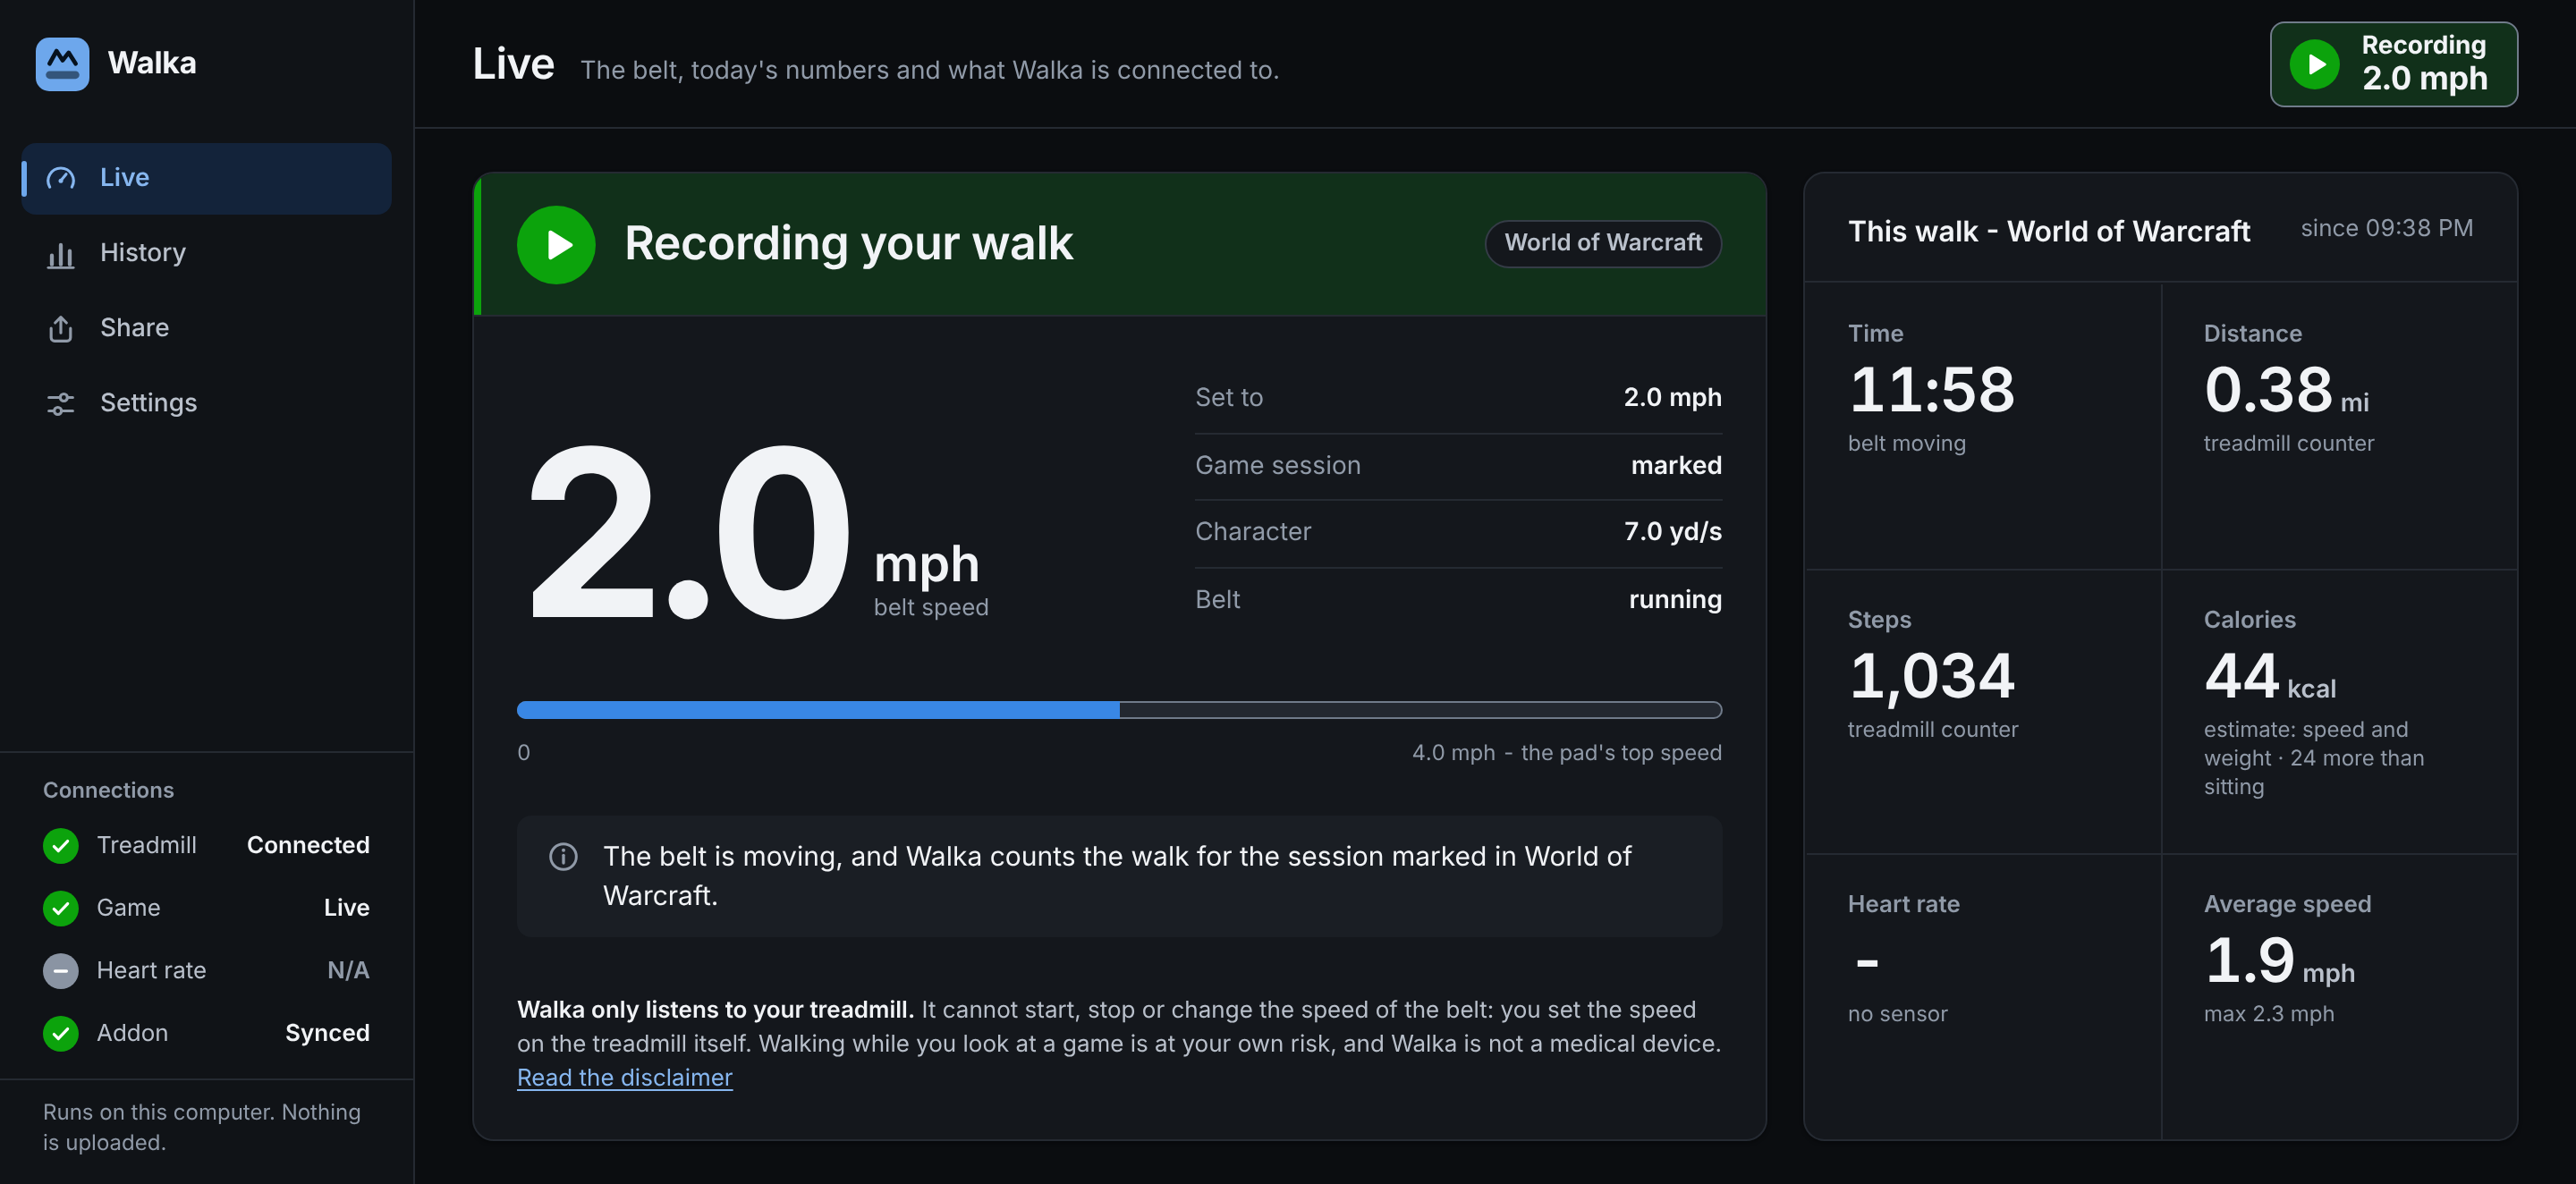 Walka
Live
History
Share
Settings
Connections
Treadmill Connected
Game Live
Heart rate N/A
Addon Synced
Runs on this computer. Nothing
is uploaded.
Live The belt, today's numbers and what Walka is connected to.
Recording
2.0 mph
Recording your walk
World of Warcraft
2.0 mph
belt speed
Set to 2.0 mph
Game session marked
Character 7.0 yd/s
Belt running
0 4.0 mph - the pad's top speed
The belt is moving, and Walka counts the walk for the session marked in World of
Warcraft.
Walka only listens to your treadmill. It cannot start, stop or change the speed of the belt: you set the speed
on the treadmill itself. Walking while you look at a game is at your own risk, and Walka is not a medical device.
Read the disclaimer
This walk - World of Warcraft since 09:38 PM
Time
11:58
belt moving
Distance
0.38 mi
treadmill counter
Steps
1,034
treadmill counter
Calories
44 kcal
estimate: speed and
weight · 24 more than
sitting
Heart rate
-
no sensor
Average speed
1.9 mph
max 2.3 mph